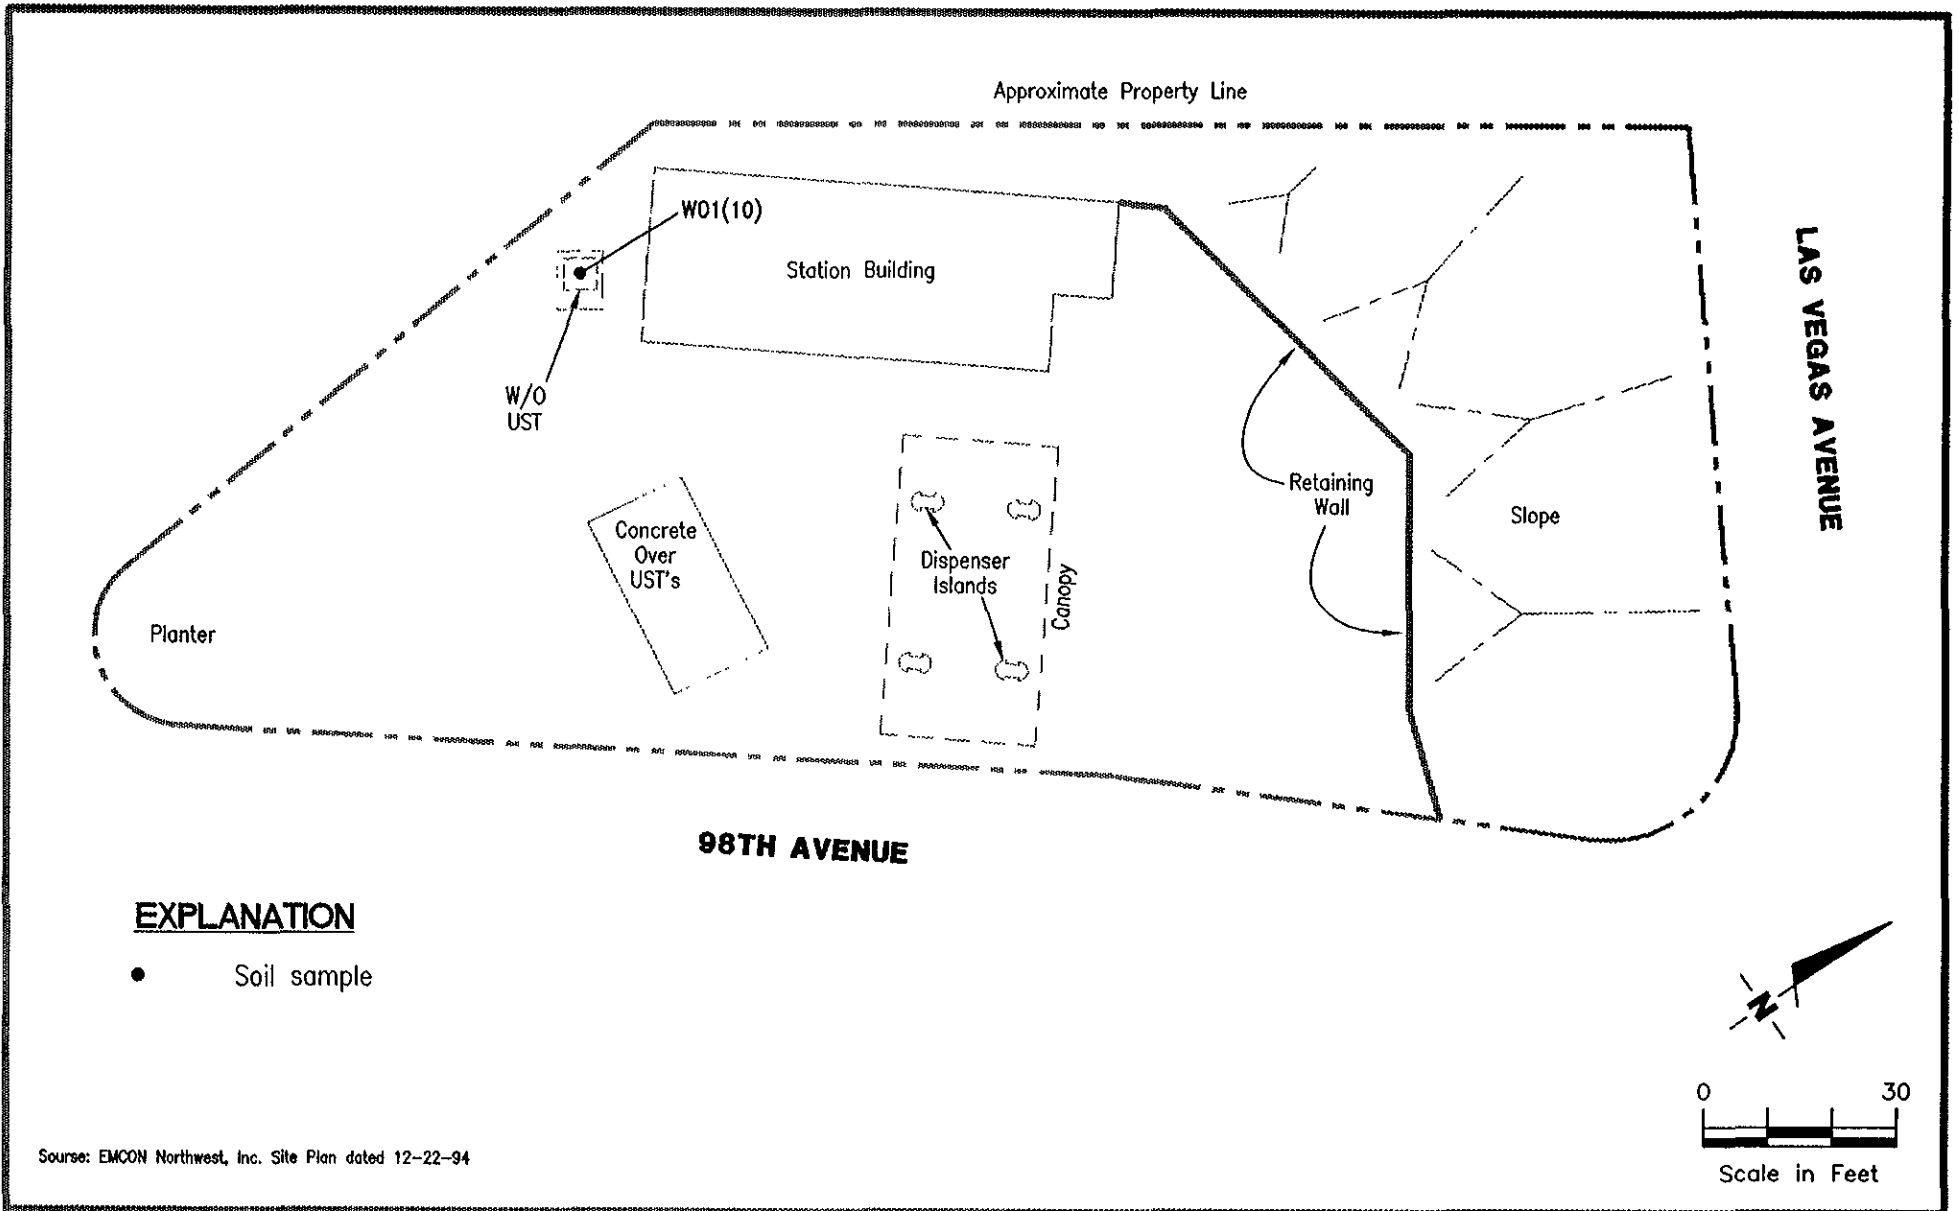 Approximate Property Line
WO1(10)
Station Building
LAS VEGAS AVENUE
W/O
UST
Retaining
Wall
Slope
Concrete
Over
UST's
Dispenser
Islands
Canopy
Planter
98TH AVENUE
EXPLANATION
Soil sample
N
0 30
Scale in Feet
Sourse: EMCON Northwest, Inc. Site Plan dated 12-22-94